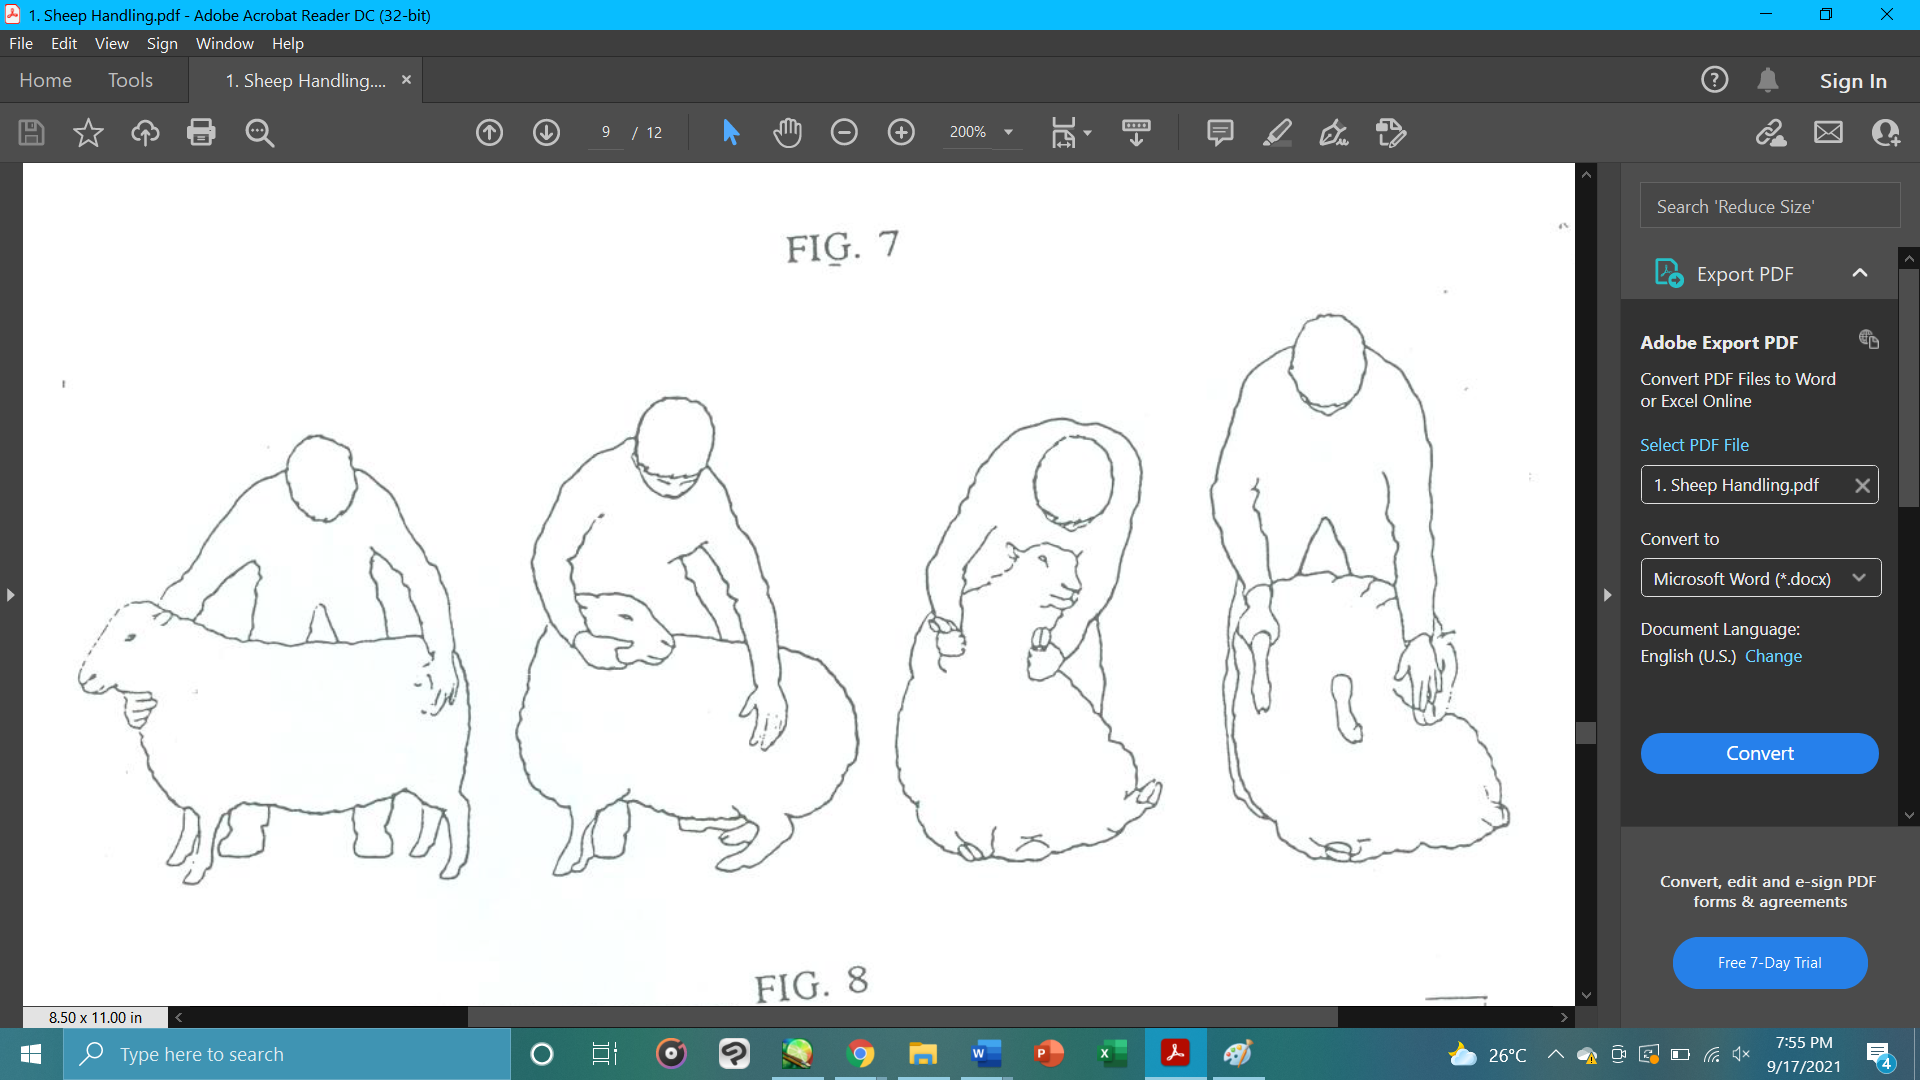 1. Sheep Handling.pdf - Adobe Acrobat Reader DC (32-bit)
File Edit View Sign Window Help
Home Tools 1. Sheep Handling.... × Sign In
9 / 12 200%
FIG. 7
FIG. 8
8.50 x 11.00 in
Search 'Reduce Size'
Export PDF
Adobe Export PDF
Convert PDF Files to Word
or Excel Online
Select PDF File
1. Sheep Handling.pdf
Convert to
Microsoft Word (*.docx)
Document Language:
English (U.S.) Change
Convert
Convert, edit and e-sign PDF
forms & agreements
Free 7-Day Trial
Type here to search
26°C
7:55 PM
9/17/2021
4